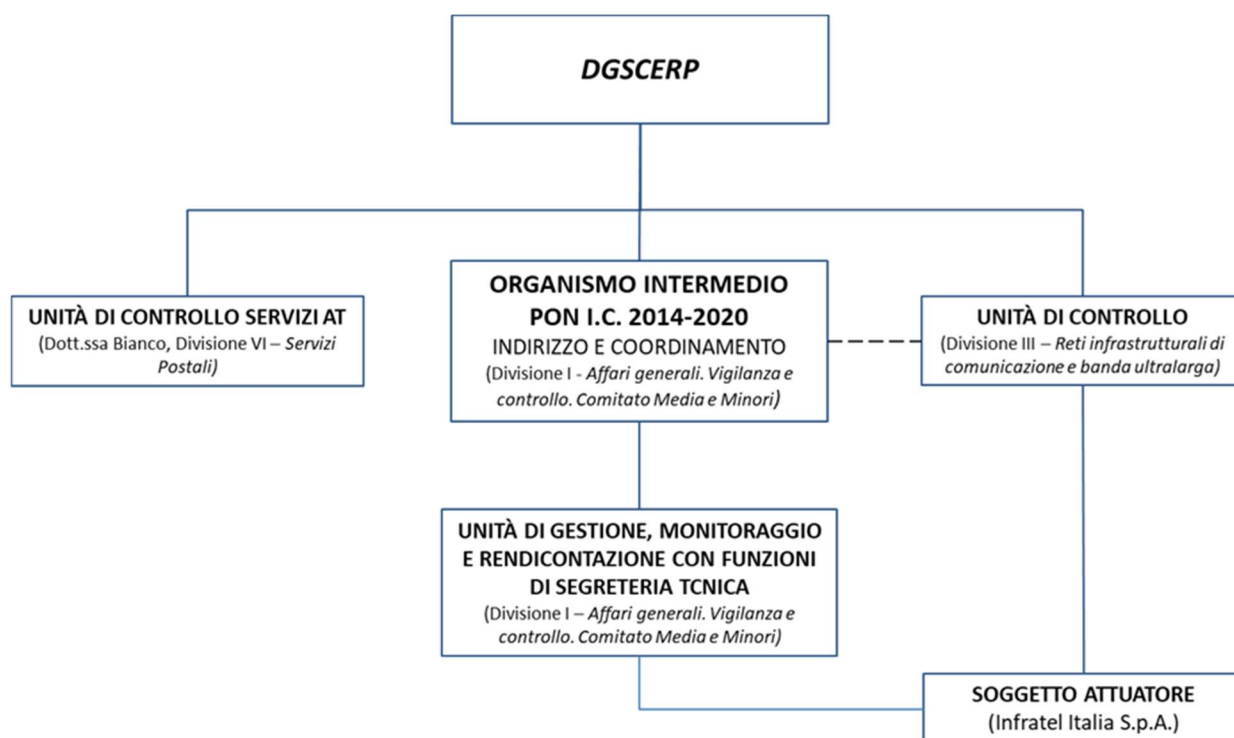 DGSCERP
UNITÀ DI CONTROLLO SERVIZI AT
(Dott.ssa Bianco, Divisione VI – Servizi
Postali)
ORGANISMO INTERMEDIO
PON I.C. 2014-2020
INDIRIZZO E COORDINAMENTO
(Divisione I - Affari generali. Vigilanza e
controllo. Comitato Media e Minori)
UNITÀ DI CONTROLLO
(Divisione III – Reti infrastrutturali di
comunicazione e banda ultralarga)
UNITÀ DI GESTIONE, MONITORAGGIO
E RENDICONTAZIONE CON FUNZIONI
DI SEGRETERIA TCNICA
(Divisione I – Affari generali. Vigilanza e
controllo. Comitato Media e Minori)
SOGGETTO ATTUATORE
(Infratel Italia S.p.A.)